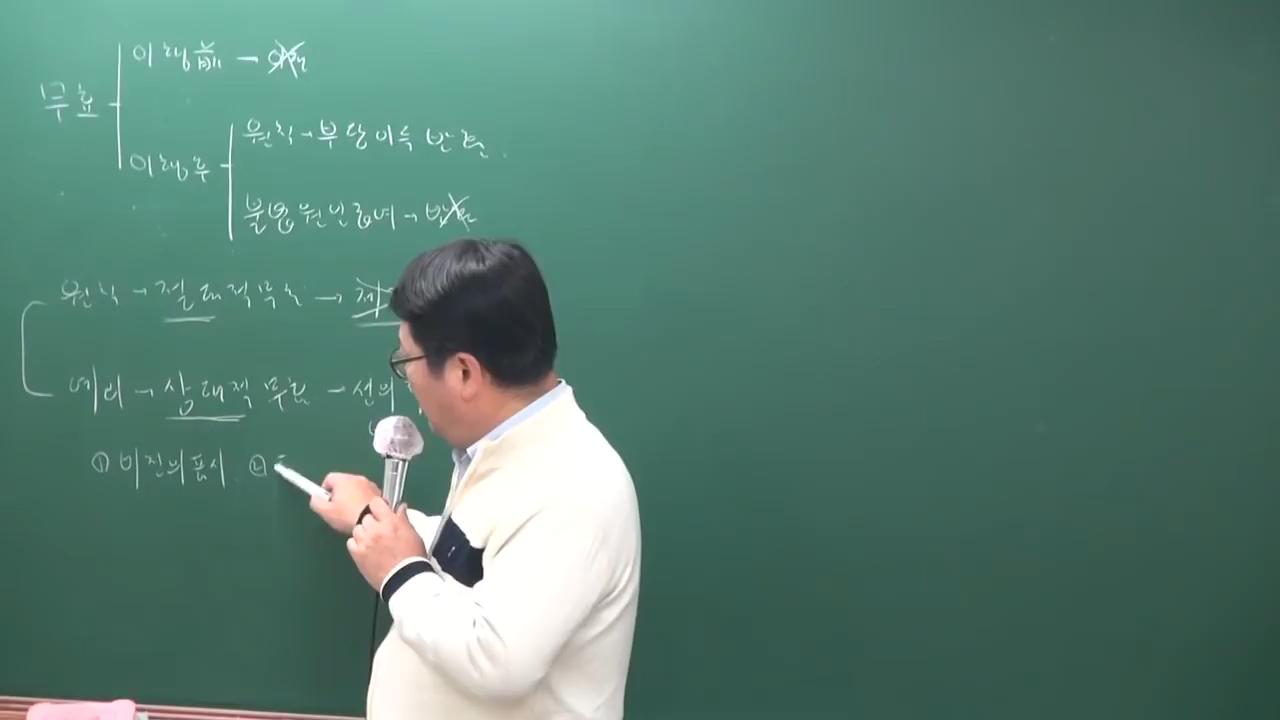 무효
이행前 → 이행
이행후
원칙 → 부당이득 반환.
불법원인급여 → 반환
원칙 → 절대적무효 → 제
예외 → 상대적 무효 → 선의
① 비진의표시. ②